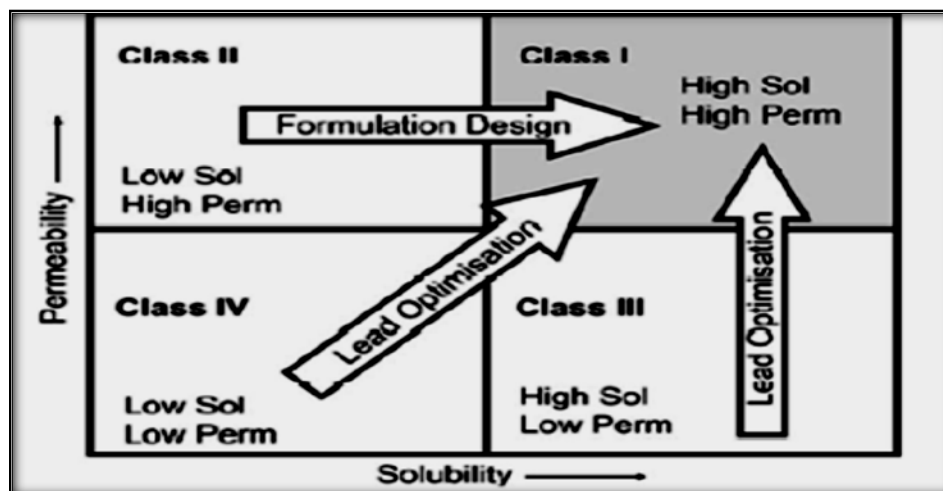 Class II
Formulation Design
Low Sol
High Perm
Class I
High Sol
High Perm
Class IV
Lead Optimisation
Low Sol
Low Perm
Class III
High Sol
Low Perm
Lead Optimisation
Permeability
Solubility